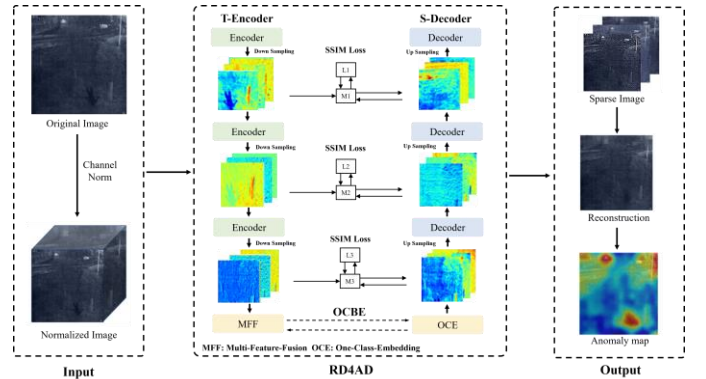 Original Image
Channel
Norm
Normalized Image
Input
T-Encoder
S-Decoder
Encoder
Decoder
Down Sampling
SSIM Loss
Up Sampling
L1
M1
Encoder
Decoder
Down Sampling
SSIM Loss
Up Sampling
L2
M2
Encoder
Decoder
Down Sampling
SSIM Loss
Up Sampling
L3
M3
OCBE
MFF
OCE
MFF: Multi-Feature-Fusion OCE: One-Class-Embedding
RD4AD
Sparse Image
Reconstruction
Anomaly map
Output